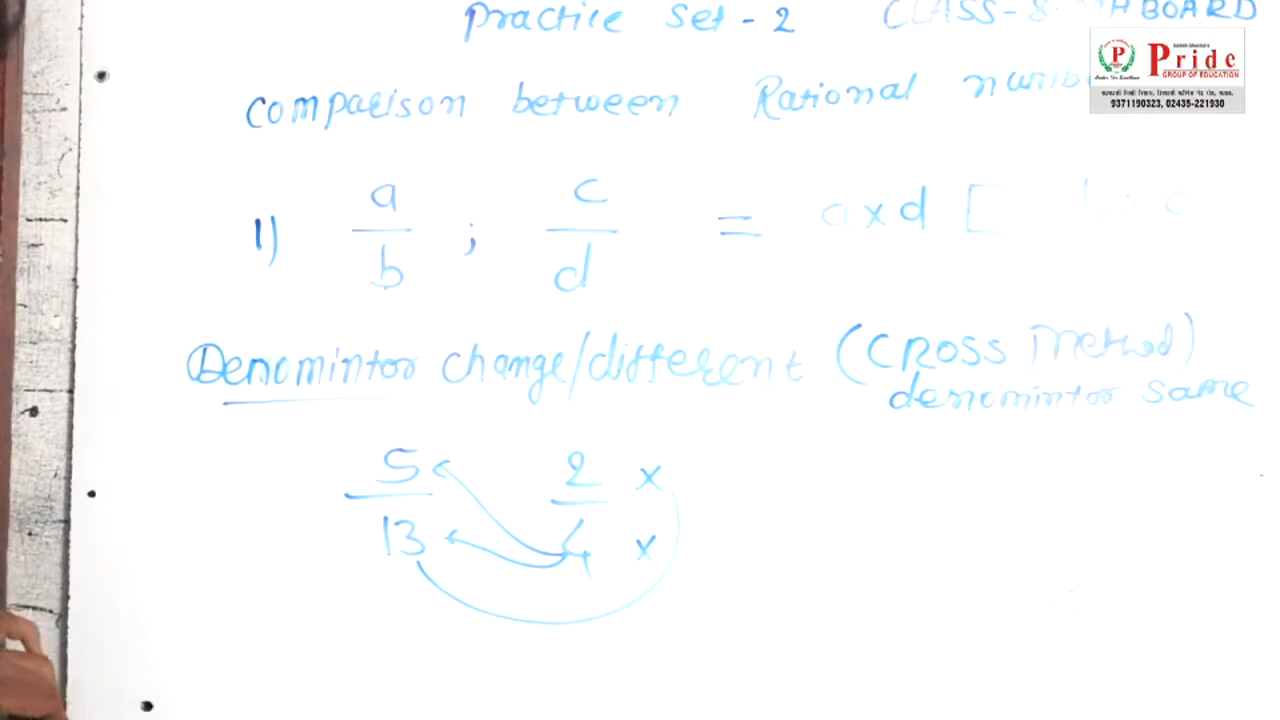 Practice Set - 2 CLASS-8 BOARD
comparison between Rational
Pride
GROUP OF EDUCATION
9371190323, 02435-221930
1) a/b ; c/d = a x d [
Denomintor change/different (CROSS Method)
denomintor same
5 2 x
13 4 x